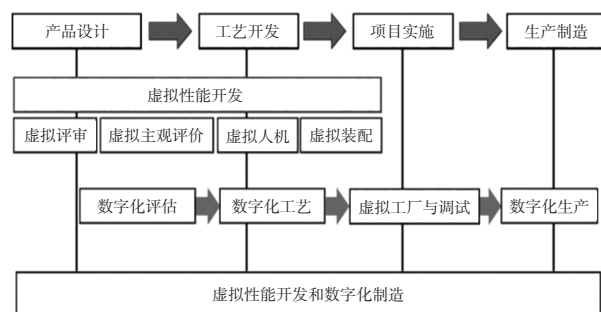 产品设计 工艺开发 项目实施 生产制造
虚拟性能开发
虚拟评审 虚拟主观评价 虚拟人机 虚拟装配
数字化评估 数字化工艺 虚拟工厂与调试 数字化生产
虚拟性能开发和数字化制造